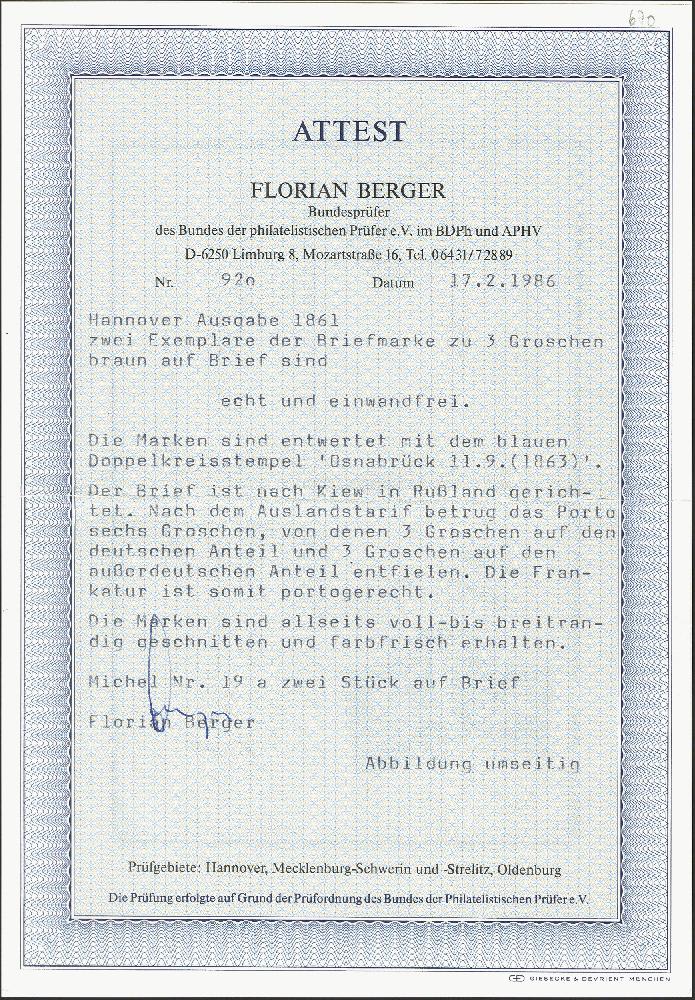 670
ATTEST
FLORIAN BERGER
Bundesprüfer
des Bundes der philatelistischen Prüfer e.V. im BDPh und APHV
D-6250 Limburg 8, Mozartstraße 16, Tel. 06431/72889
Nr. 920 Datum 17.2.1986
Hannover Ausgabe 1861
zwei Exemplare der Briefmarke zu 3 Groschen
braun auf Brief sind
echt und einwandfrei.
Die Marken sind entwertet mit dem blauen
Doppelkreisstempel 'Osnabrück 11.9.(1863)'.
Der Brief ist nach Kiew in Rußland gerich-
tet. Nach dem Auslandstarif betrug das Porto
sechs Groschen, von denen 3 Groschen auf den
deutschen Anteil und 3 Groschen auf den
außerdeutschen Anteil entfielen. Die Fran-
katur ist somit portogerecht.
Die Marken sind allseits voll-bis breitran-
dig geschnitten und farbfrisch erhalten.
Michel Nr. 19 a zwei Stück auf Brief
Florian Berger
Abbildung umseitig
Prüfgebiete: Hannover, Mecklenburg-Schwerin und -Strelitz, Oldenburg
Die Prüfung erfolgte auf Grund der Prüfordnung des Bundes der Philatelistischen Prüfer e.V.
GIESECKE & DEVRIENT MÜNCHEN